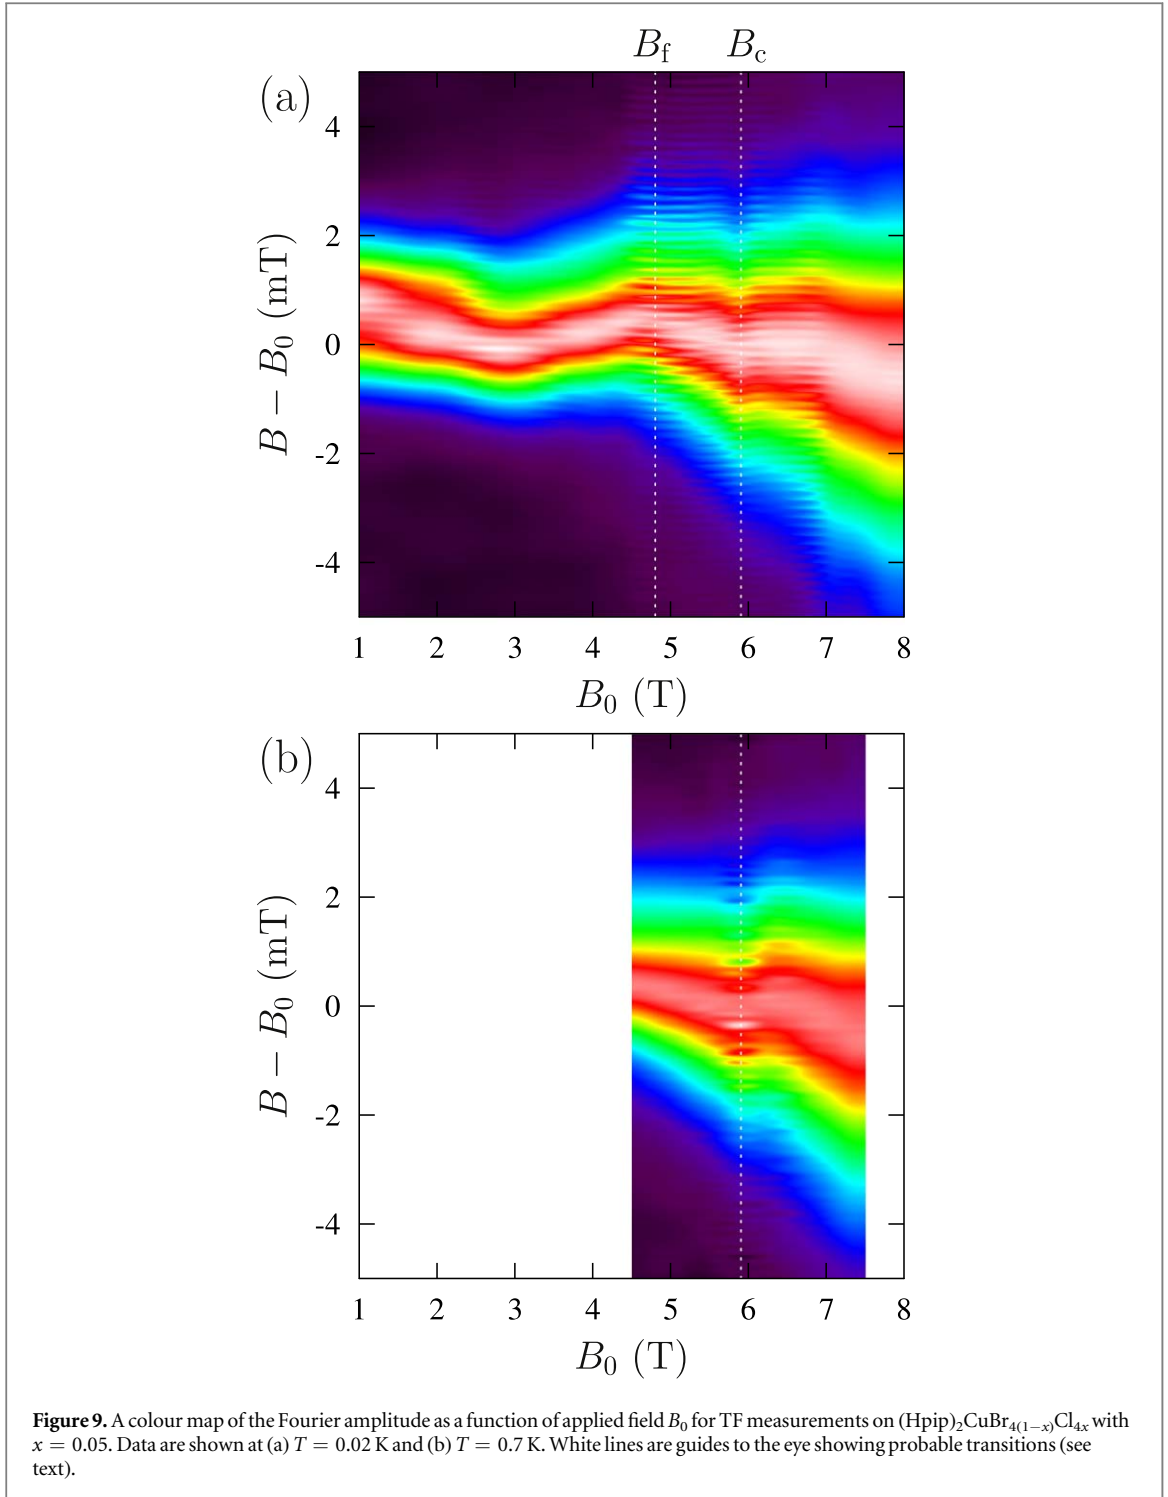 B_f B_c
(a)
4
2
0
-2
-4
B − B_0 (mT)
1 2 3 4 5 6 7 8
B_0 (T)
(b)
4
2
0
-2
-4
B − B_0 (mT)
1 2 3 4 5 6 7 8
B_0 (T)
Figure 9. A colour map of the Fourier amplitude as a function of applied field B_0 for TF measurements on (Hpip)_2CuBr_{4(1−x)}Cl_{4x} with
x = 0.05. Data are shown at (a) T = 0.02 K and (b) T = 0.7 K. White lines are guides to the eye showing probable transitions (see
text).